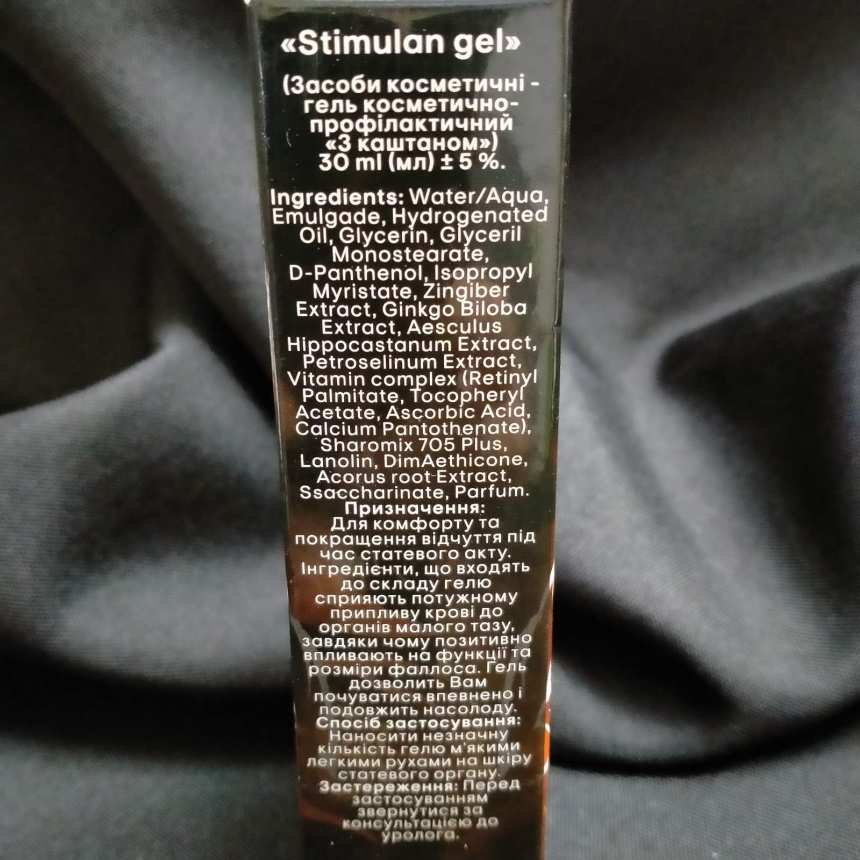 «Stimulan gel»
(Засоби косметичні -
гель косметично-
профілактичний
«З каштаном»)
30 ml (мл) ± 5 %.
Ingredients: Water/Aqua,
Emulgade, Hydrogenated
Oil, Glycerin, Glyceril
Monostearate,
D-Panthenol, Isopropyl
Myristate, Zingiber
Extract, Ginkgo Biloba
Extract, Aesculus
Hippocastanum Extract,
Petroselinum Extract,
Vitamin complex (Retinyl
Palmitate, Tocopheryl
Acetate, Ascorbic Acid,
Calcium Pantothenate),
Sharomix 705 Plus,
Lanolin, DimAethicone,
Acorus root Extract,
Ssaccharinate, Parfum.
Призначення:
Для комфорту та
покращення відчуття під
час статевого акту.
Інгредієнти, що входять
до складу гелю
сприяють потужному
припливу крові до
органів малого тазу,
завдяки чому позитивно
впливають на функції та
розміри фаллоса. Гель
дозволить Вам
почуватися впевнено і
подовжить насолоду.
Спосіб застосування:
Наносити незначну
кількість гелю м'якими
легкими рухами на шкіру
статевого органу.
Застереження: Перед
застосуванням
звернутися за
консультацією до
уролога.